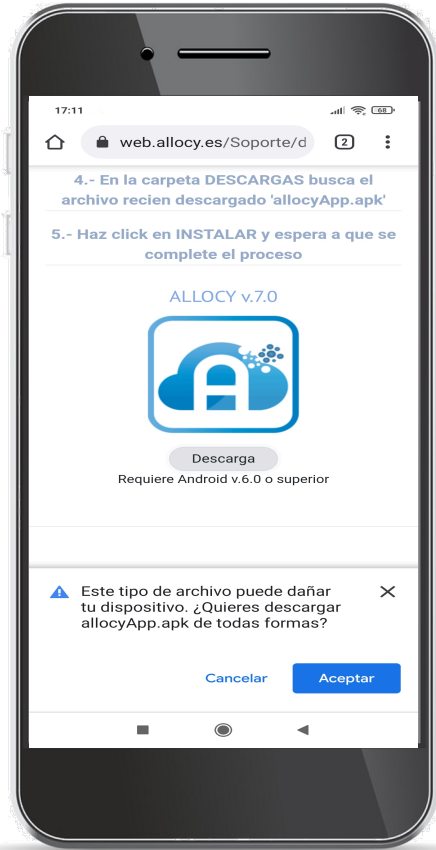 17:11
68
web.allocy.es/Soporte/d
2
4.- En la carpeta DESCARGAS busca el
archivo recien descargado 'allocyApp.apk'
5.- Haz click en INSTALAR y espera a que se
complete el proceso
ALLOCY v.7.0
A
Descarga
Requiere Android v.6.0 o superior
Este tipo de archivo puede dañar
tu dispositivo. ¿Quieres descargar
allocyApp.apk de todas formas?
Cancelar
Aceptar